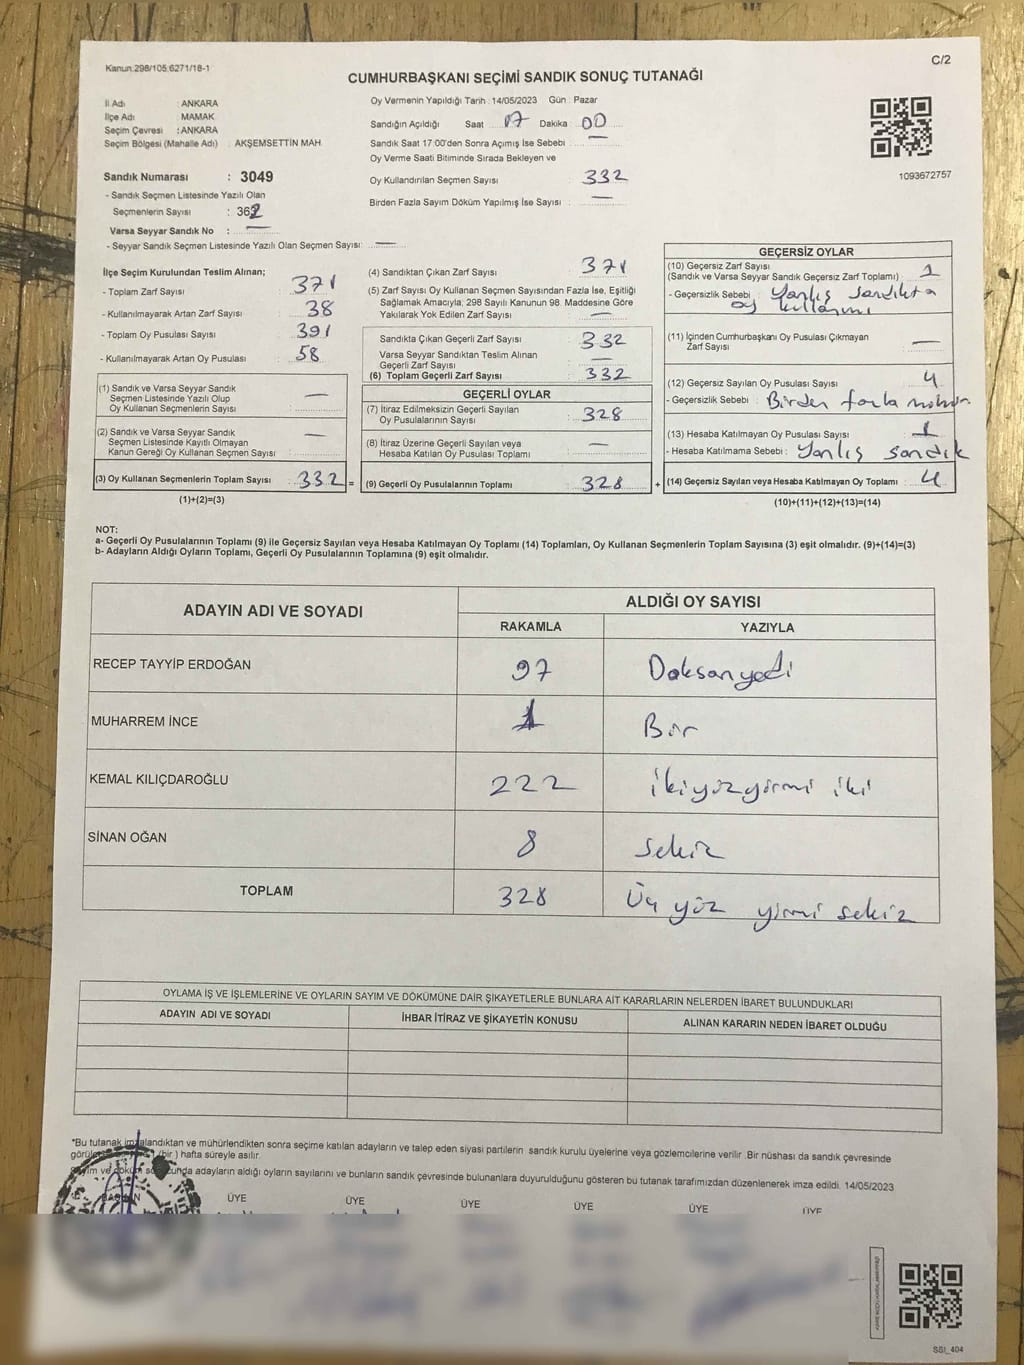 Kanun:298/105,6271/18-1
C/2
CUMHURBAŞKANI SEÇİMİ SANDIK SONUÇ TUTANAĞI
İl Adı : ANKARA
İlçe Adı : MAMAK
Seçim Çevresi : ANKARA
Seçim Bölgesi (Mahalle Adı) : AKŞEMSETTİN MAH.
Sandık Numarası : 3049
- Sandık Seçmen Listesinde Yazılı Olan
Seçmenlerin Sayısı : 362
Varsa Seyyar Sandık No : —
- Seyyar Sandık Seçmen Listesinde Yazılı Olan Seçmen Sayısı: —
Oy Vermenin Yapıldığı Tarih : 14/05/2023 Gün : Pazar
Sandığın Açıldığı Saat 17 Dakika : 00
Sandık Saat 17:00'den Sonra Açımış İse Sebebi : —
Oy Verme Saati Bitiminde Sırada Bekleyen ve
Oy Kullandırılan Seçmen Sayısı : 332
Birden Fazla Sayım Döküm Yapılmış İse Sayısı : —
1093672757
İlçe Seçim Kurulundan Teslim Alınan;
- Toplam Zarf Sayısı : 371
- Kullanılmayarak Artan Zarf Sayısı : 38
- Toplam Oy Pusulası Sayısı : 391
- Kullanılmayarak Artan Oy Pusulası : 58
(1) Sandık ve Varsa Seyyar Sandık
Seçmen Listesinde Yazılı Olup
Oy Kullanan Seçmenlerin Sayısı : —
(2) Sandık ve Varsa Seyyar Sandık
Seçmen Listesinde Kayıtlı Olmayan
Kanun Gereği Oy Kullanan Seçmen Sayısı : —
(3) Oy Kullanan Seçmenlerin Toplam Sayısı : 332 =
(1)+(2)=(3)
(4) Sandıktan Çıkan Zarf Sayısı : 371
(5) Zarf Sayısı Oy Kullanan Seçmen Sayısından Fazla İse, Eşitliği
Sağlamak Amacıyla; 298 Sayılı Kanunun 98. Maddesine Göre
Yakılarak Yok Edilen Zarf Sayısı : —
Sandıkta Çıkan Geçerli Zarf Sayısı : 332
Varsa Seyyar Sandıktan Teslim Alınan
Geçerli Zarf Sayısı : —
(6) Toplam Geçerli Zarf Sayısı : 332
GEÇERLİ OYLAR
(7) İtiraz Edilmeksizin Geçerli Sayılan
Oy Pusulalarının Sayısı : 328
(8) İtiraz Üzerine Geçerli Sayılan veya
Hesaba Katılan Oy Pusulası Toplamı : —
(9) Geçerli Oy Pusulalarının Toplamı : 328 +
GEÇERSİZ OYLAR
(10) Geçersiz Zarf Sayısı
(Sandık ve Varsa Seyyar Sandık Geçersiz Zarf Toplamı) : 1
- Geçersizlik Sebebi : Yanlış sandıkta
oy kullanımı
(11) İçinden Cumhurbaşkanı Oy Pusulası Çıkmayan
Zarf Sayısı : —
(12) Geçersiz Sayılan Oy Pusulası Sayısı : 4
- Geçersizlik Sebebi : Birden fazla mühür.
(13) Hesaba Katılmayan Oy Pusulası Sayısı : 1
- Hesaba Katılmama Sebebi : Yanlış sandık
(14) Geçersiz Sayılan veya Hesaba Katılmayan Oy Toplamı : 4
(10)+(11)+(12)+(13)=(14)
NOT:
a- Geçerli Oy Pusulalarının Toplamı (9) ile Geçersiz Sayılan veya Hesaba Katılmayan Oy Toplamı (14) Toplamları, Oy Kullanan Seçmenlerin Toplam Sayısına (3) eşit olmalıdır. (9)+(14)=(3)
b- Adayların Aldığı Oyların Toplamı, Geçerli Oy Pusulalarının Toplamına (9) eşit olmalıdır.
ADAYIN ADI VE SOYADI ALDIĞI OY SAYISI
RAKAMLA YAZIYLA
RECEP TAYYİP ERDOĞAN 97 Doksanyedi
MUHARREM İNCE 1 Bir
KEMAL KILIÇDAROĞLU 222 İkiyüzyirmi iki
SİNAN OĞAN 8 Sekiz
TOPLAM 328 Üç yüz yirmi sekiz
OYLAMA İŞ VE İŞLEMLERİNE VE OYLARIN SAYIM VE DÖKÜMÜNE DAİR ŞİKAYETLERLE BUNLARA AİT KARARLARIN NELERDEN İBARET BULUNDUKLARI
ADAYIN ADI VE SOYADI İHBAR İTİRAZ VE ŞİKAYETİN KONUSU ALINAN KARARIN NEDEN İBARET OLDUĞU
*Bu tutanak imzalandıktan ve mühürlendikten sonra seçime katılan adayların ve talep eden siyasi partilerin sandık kurulu üyelerine veya gözlemcilerine verilir. Bir nüshası da sandık çevresinde
(bir ) hafta süreyle asılır.
Sayım ve döküm sonucunda adayların aldığı oyların sayılarını ve bunların sandık çevresinde bulunanlara duyurulduğunu gösteren bu tutanak tarafımızdan düzenlenerek imza edildi. 14/05/2023
BAŞKAN ÜYE ÜYE ÜYE ÜYE ÜYE ÜYE
SSI_404